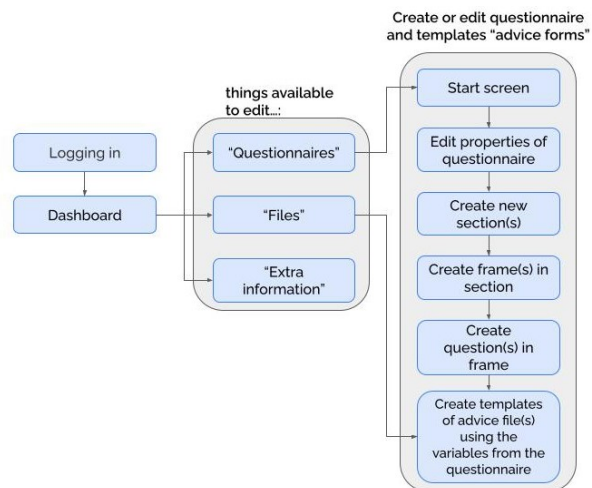 Create or edit questionnaire
and templates “advice forms”
things available
to edit...:
Logging in
Dashboard
“Questionnaires”
“Files”
“Extra
information”
Start screen
Edit properties of
questionnaire
Create new
section(s)
Create frame(s) in
section
Create
question(s) in
frame
Create templates
of advice file(s)
using the
variables from the
questionnaire